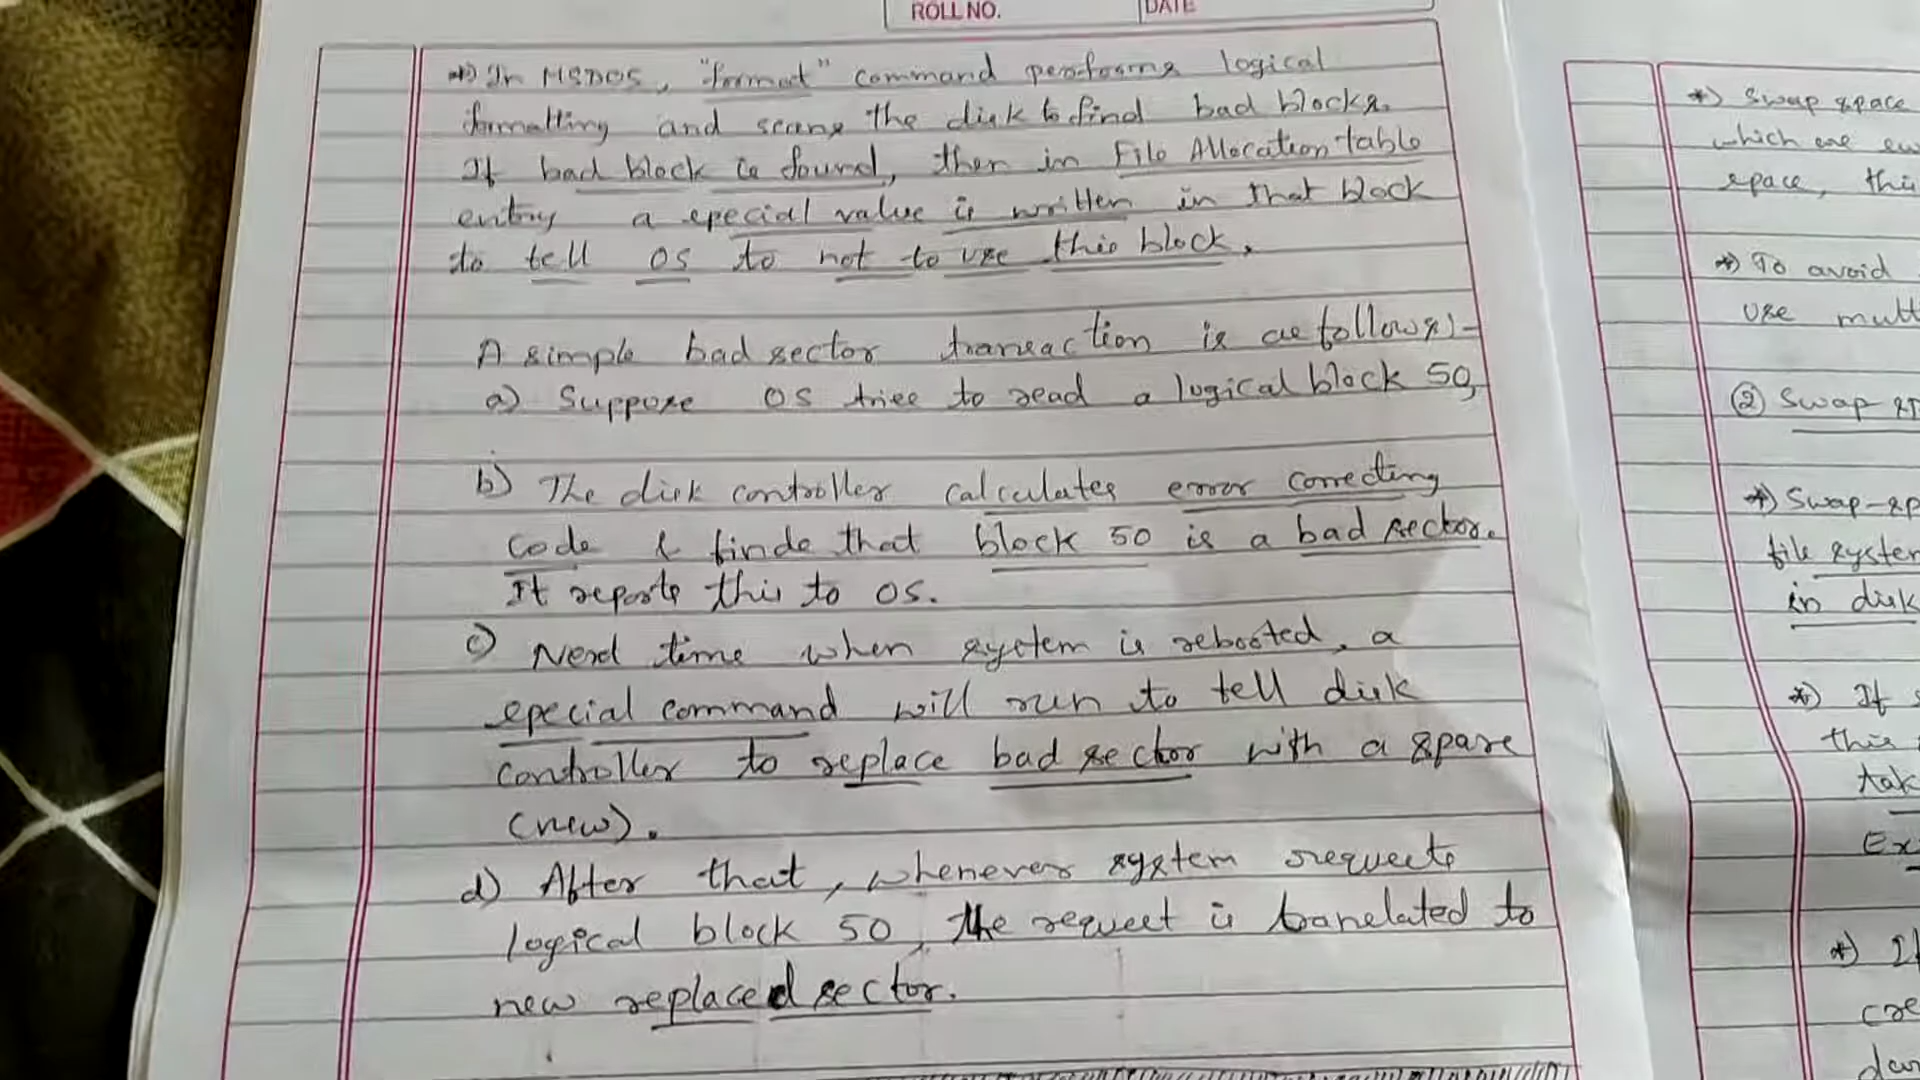 ROLL NO.
DATE
*) In MSDOS, "format" command performs logical
formatting and scans the disk to find bad blocks.
If bad block is found, then in File Allocation table
entry a special value is written in that block
to tell OS to not to use this block.
A simple bad sector transaction is as follows:-
a) Suppose OS tries to read a logical block 50,
b) The disk controller calculates error correcting
code & finds that block 50 is a bad sector.
It reports this to OS.
c) Next time when system is rebooted, a
special command will run to tell disk
controller to replace bad sector with a spare
(new).
d) After that, whenever system requests
logical block 50, the request is translated to
new replaced sector.
*) Swap space
which are
space,
*) To avoid
use
② Swap
*) Swap-sp
file system
in disk
*) If
this
Ex
*)